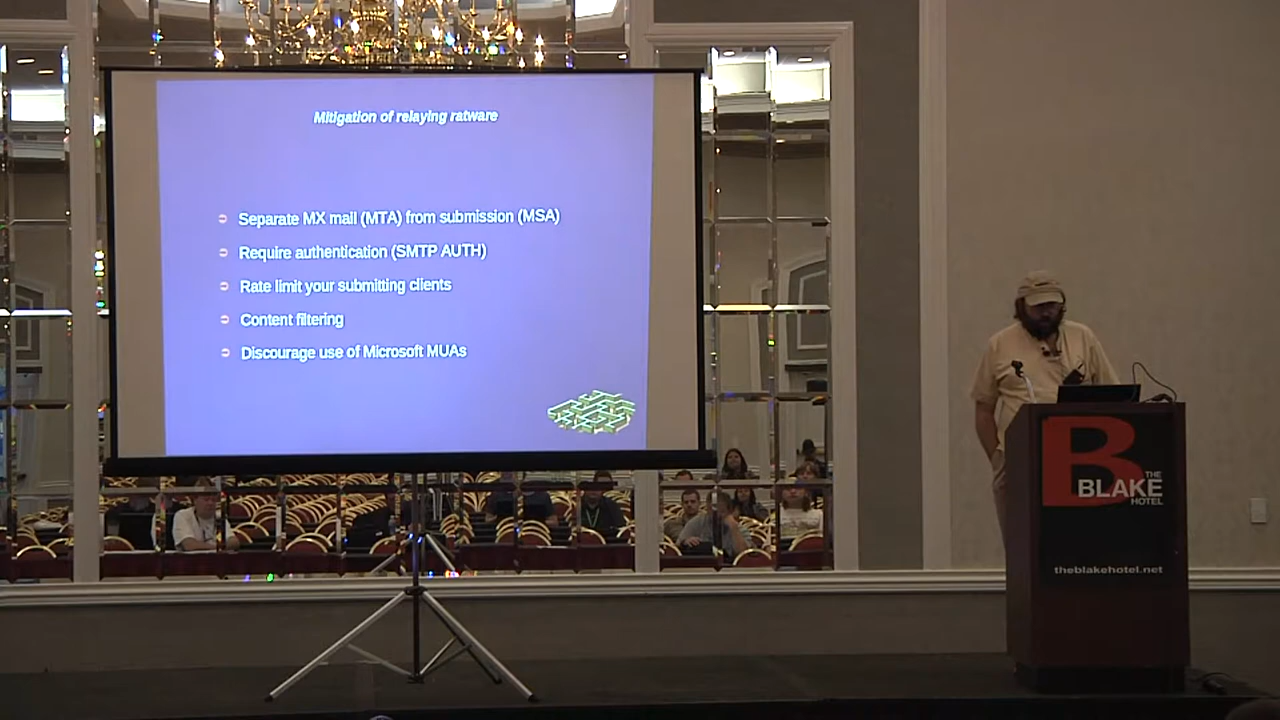 Mitigation of relaying ratware
Separate MX mail (MTA) from submission (MSA)
Require authentication (SMTP AUTH)
Rate limit your submitting clients
Content filtering
Discourage use of Microsoft MUAs
B
THE
BLAKE
HOTEL
theblakehotel.net